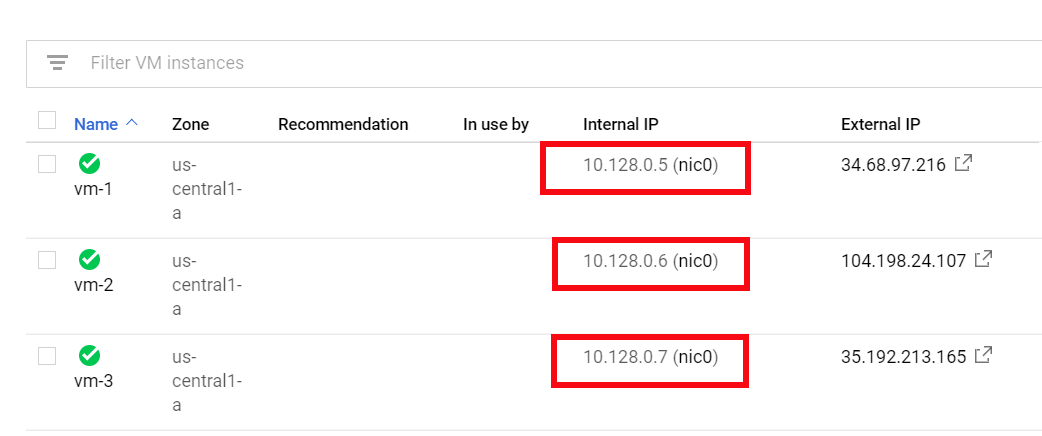 Filter VM instances
Name Zone Recommendation In use by Internal IP External IP
us- 10.128.0.5 (nic0) 34.68.97.216
vm-1 central1-
a
us- 10.128.0.6 (nic0) 104.198.24.107
vm-2 central1-
a
us- 10.128.0.7 (nic0) 35.192.213.165
vm-3 central1-
a